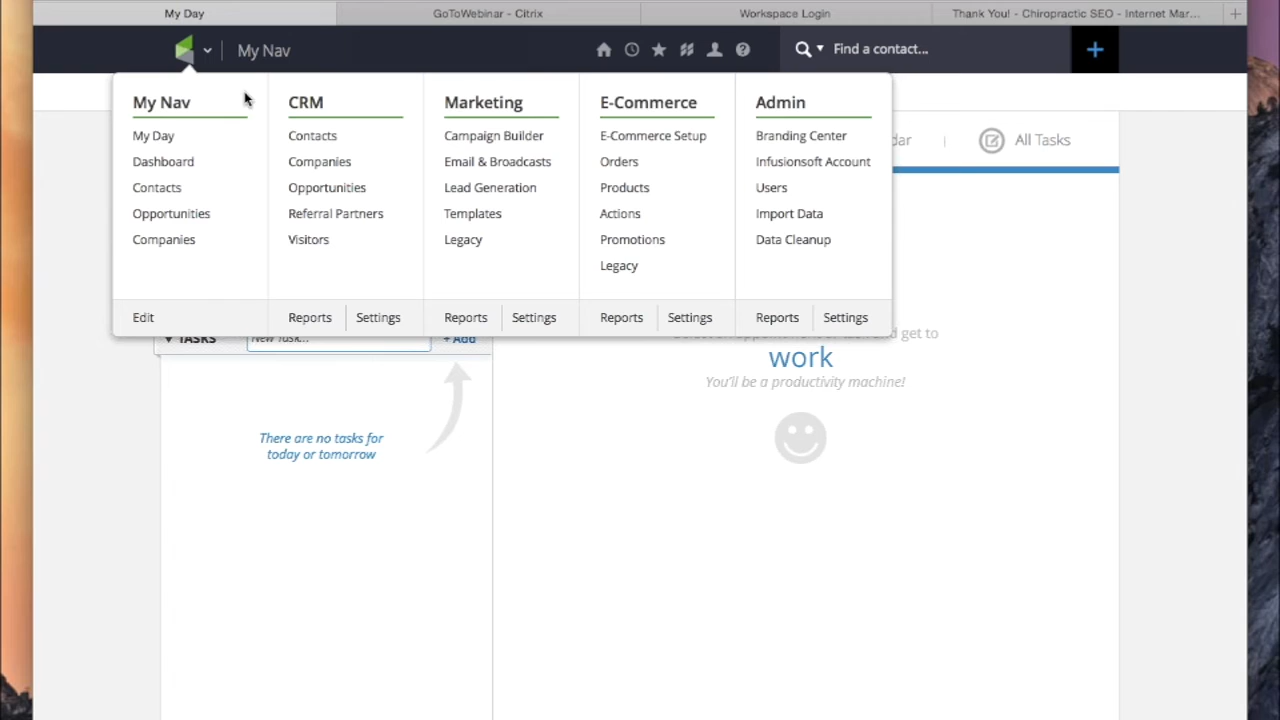 My Day
GoToWebinar - Citrix
Workspace Login
Thank You! - Chiropractic SEO - Internet Mar...
My Nav
Find a contact...
My Nav
My Day
Dashboard
Contacts
Opportunities
Companies
Edit
CRM
Contacts
Companies
Opportunities
Referral Partners
Visitors
Reports
Settings
Marketing
Campaign Builder
Email & Broadcasts
Lead Generation
Templates
Legacy
Reports
Settings
E-Commerce
E-Commerce Setup
Orders
Products
Actions
Promotions
Legacy
Reports
Settings
Admin
Branding Center
Infusionsoft Account
Users
Import Data
Data Cleanup
Reports
Settings
dar
All Tasks
TASKS
New Task...
+ Add
There are no tasks for
today or tomorrow
and get to
work
You'll be a productivity machine!